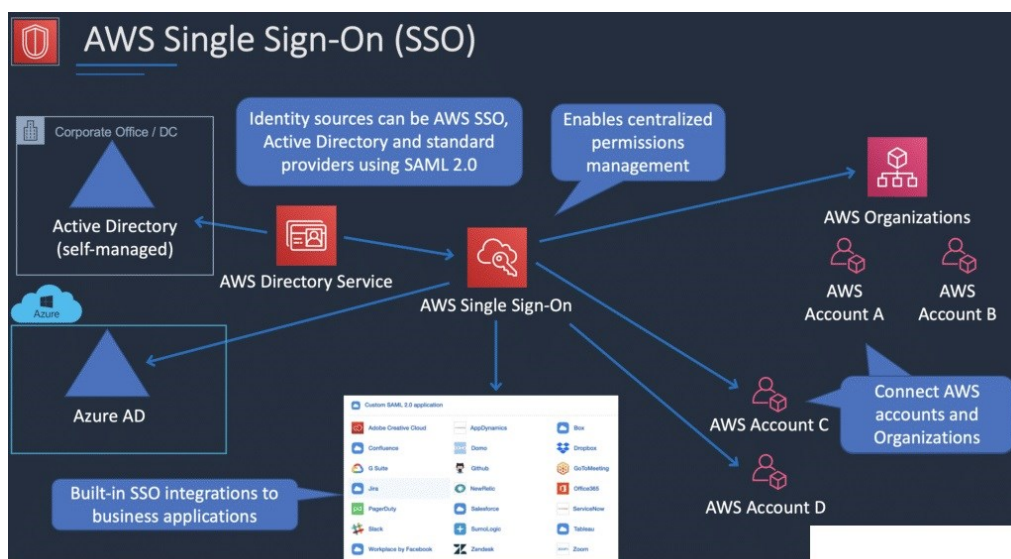 AWS Single Sign-On (SSO)
Corporate Office / DC
Active Directory
(self-managed)
Identity sources can be AWS SSO,
Active Directory and standard
providers using SAML 2.0
Enables centralized
permissions
management
AWS Directory Service
AWS Single Sign-On
AWS Organizations
AWS
Account A
AWS
Account B
Azure
Azure AD
AWS Account C
AWS Account D
Connect AWS
accounts and
Organizations
Built-in SSO integrations to
business applications
Custom SAML 2.0 application
Adobe Creative Cloud
AppDynamics
Box
Confluence
Domo
Dropbox
G Suite
Github
GoToMeeting
Jira
NewRelic
Office365
PagerDuty
Salesforce
ServiceNow
Slack
SumoLogic
Tableau
Workplace by Facebook
Zendesk
Zoom